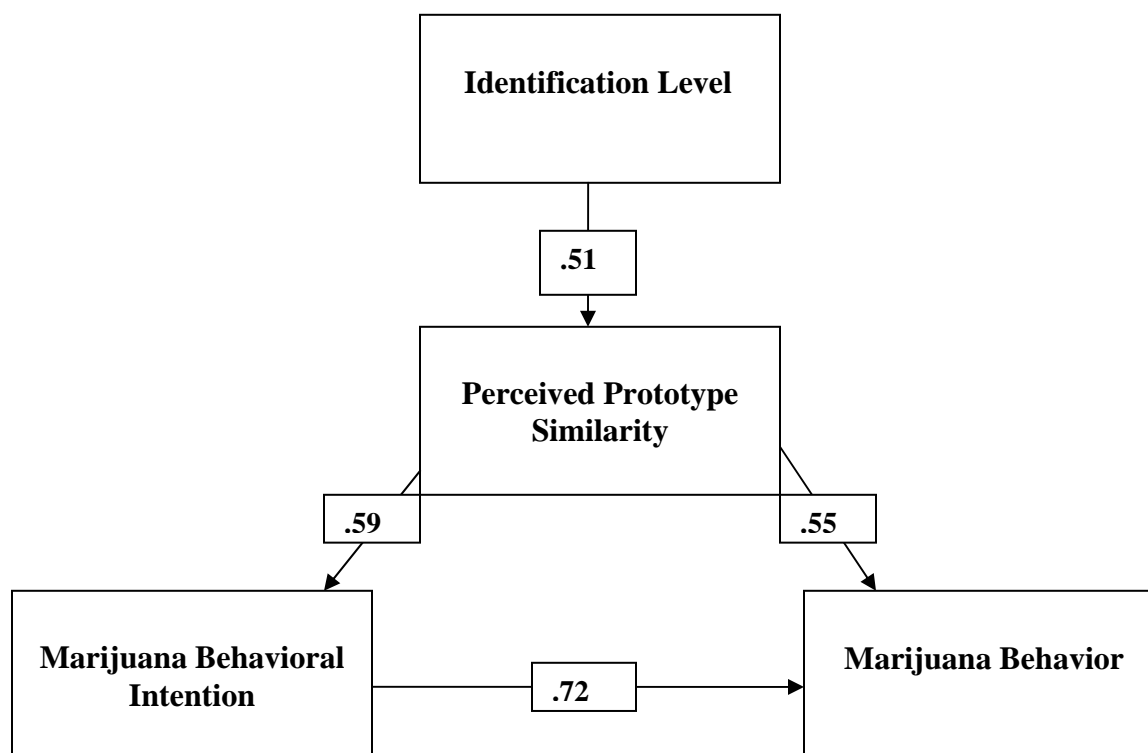 Identification Level
.51
Perceived Prototype
Similarity
.59
.55
Marijuana Behavioral
Intention
Marijuana Behavior
.72